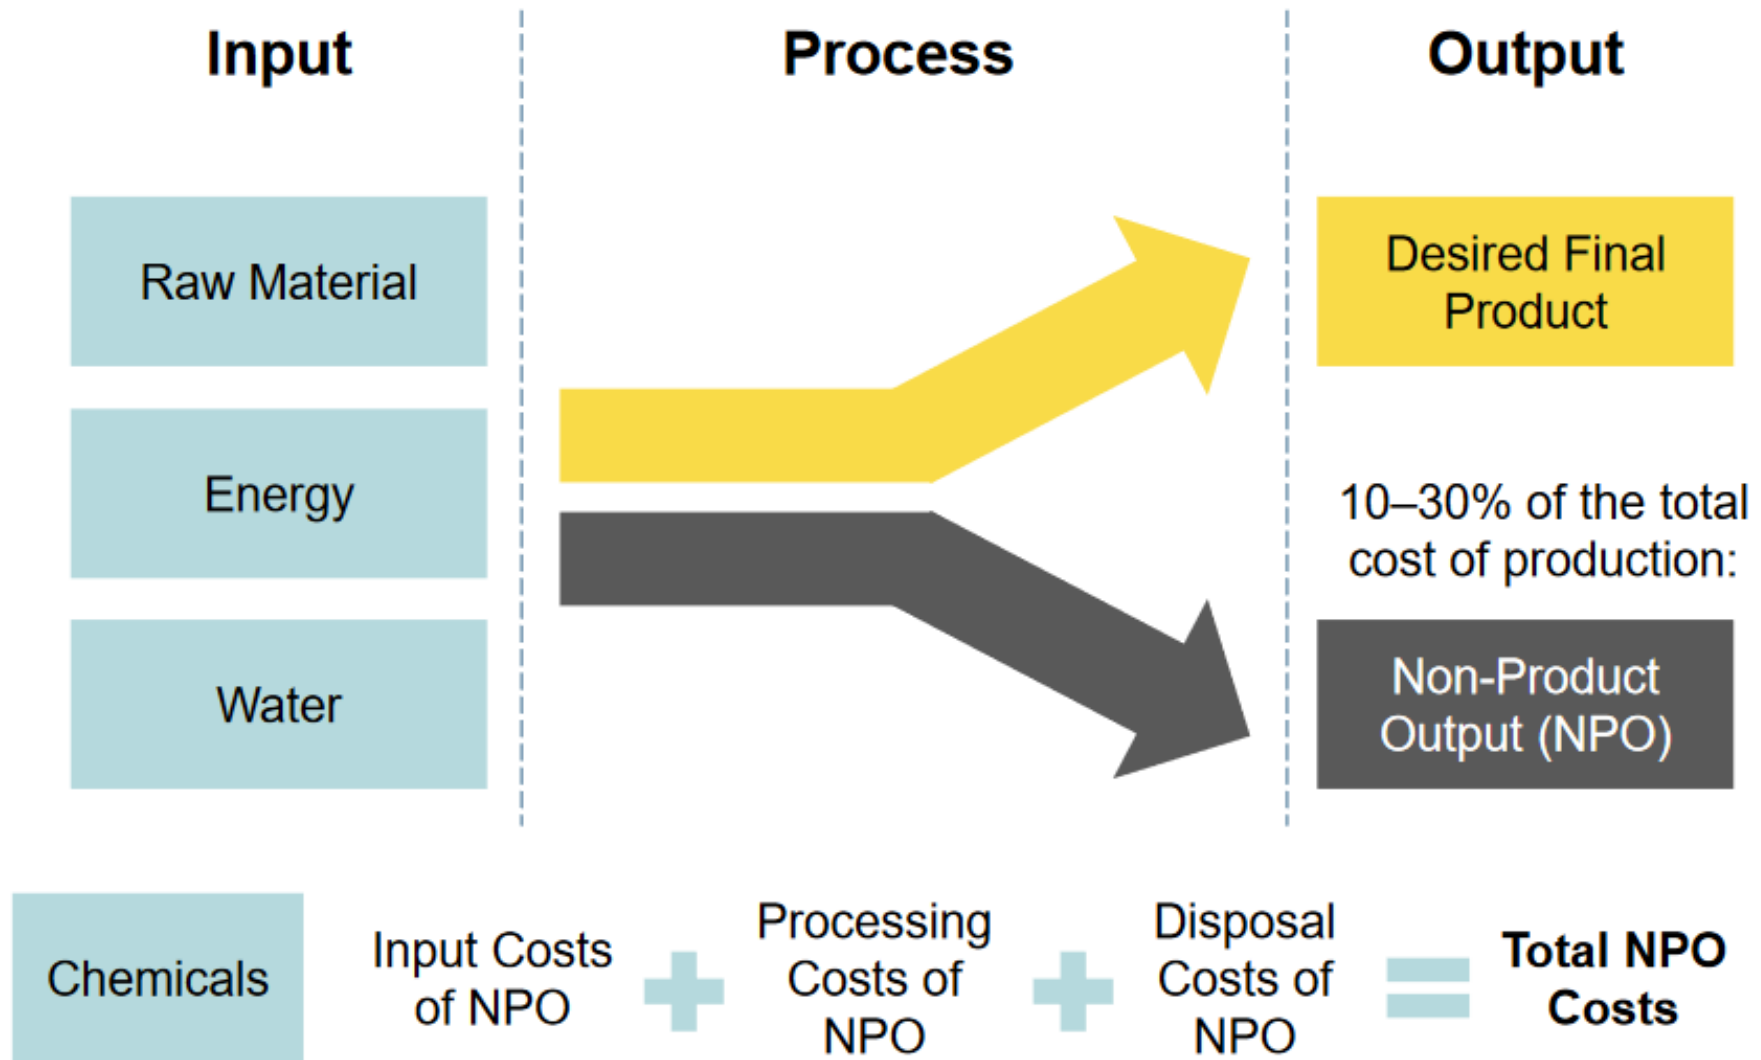 Input
Process
Output
Raw Material
Energy
Water
Desired Final
Product
10–30% of the total
cost of production:
Non-Product
Output (NPO)
Chemicals
Input Costs
of NPO
Processing
Costs of
NPO
Disposal
Costs of
NPO
Total NPO
Costs